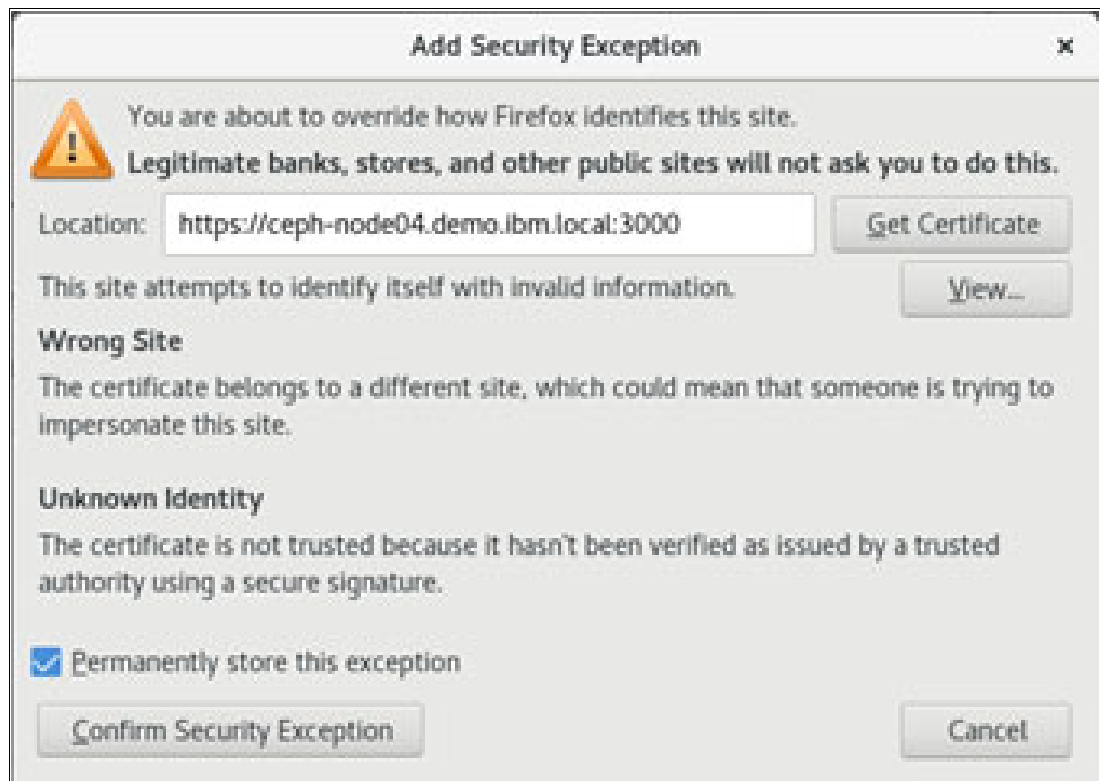 Add Security Exception
You are about to override how Firefox identifies this site.
Legitimate banks, stores, and other public sites will not ask you to do this.
Location: https://ceph-node04.demo.ibm.local:3000 Get Certificate
This site attempts to identify itself with invalid information. View...
Wrong Site
The certificate belongs to a different site, which could mean that someone is trying to
impersonate this site.
Unknown Identity
The certificate is not trusted because it hasn't been verified as issued by a trusted
authority using a secure signature.
Permanently store this exception
Confirm Security Exception Cancel